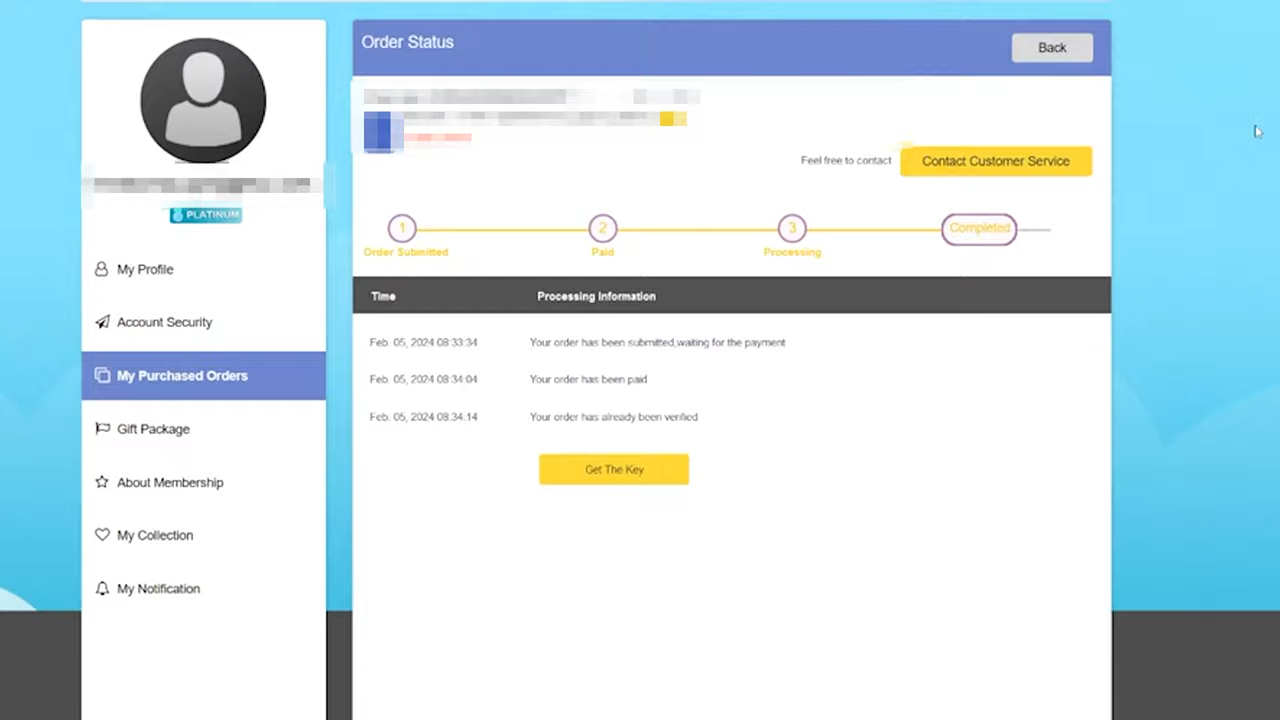 Order Status
Back
Feel free to contact
Contact Customer Service
PLATINUM
1
2
3
Completed
Order Submitted
Paid
Processing
My Profile
Account Security
My Purchased Orders
Gift Package
About Membership
My Collection
My Notification
Time Processing Information
Feb. 05, 2024 08:33:34 Your order has been submitted,waiting for the payment
Feb. 05, 2024 08:34:04 Your order has been paid
Feb. 05, 2024 08:34:14 Your order has already been verified
Get The Key